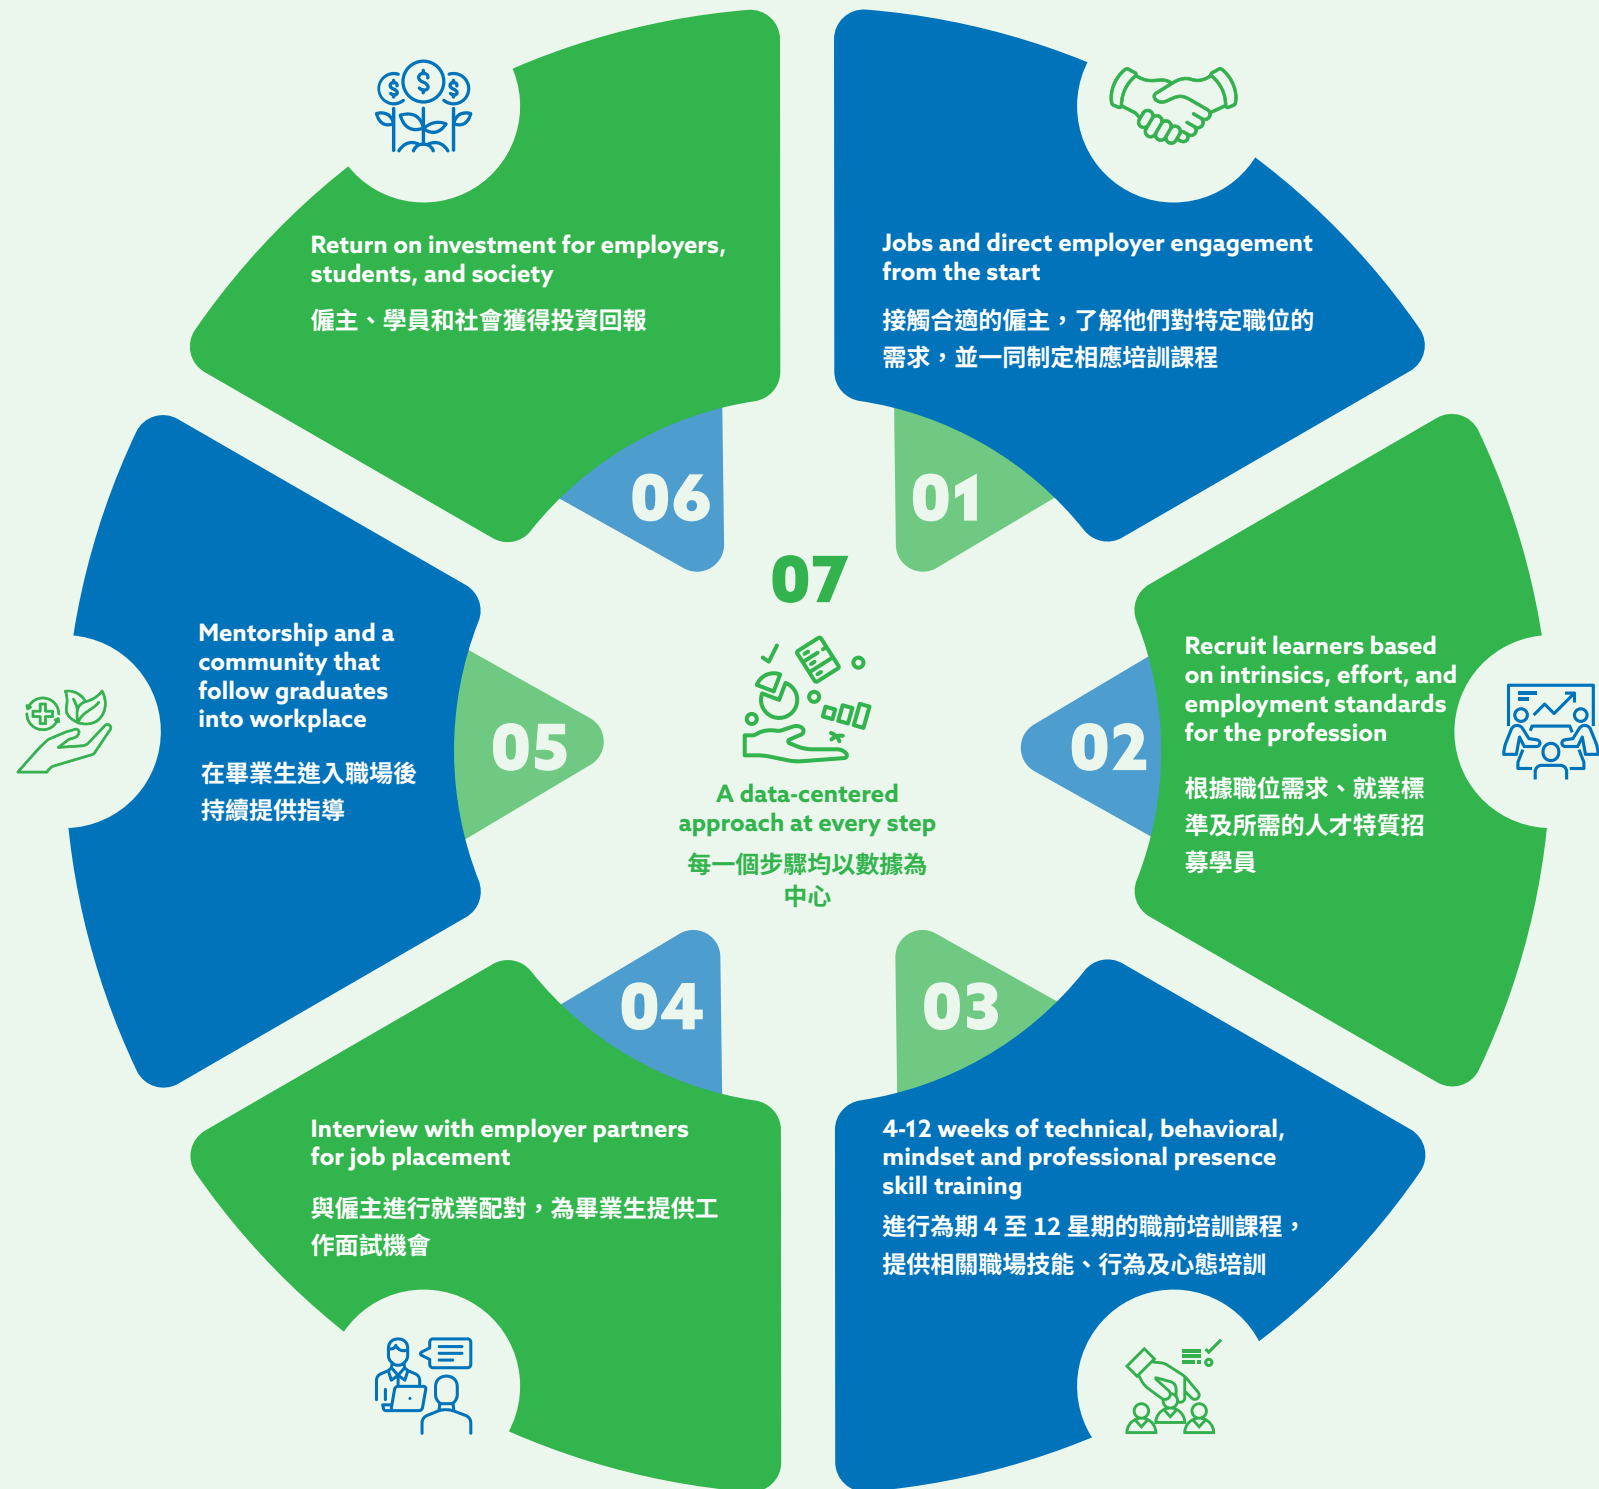 01
Jobs and direct employer engagement
from the start
接觸合適的僱主，了解他們對特定職位的
需求，並一同制定相應培訓課程
02
Recruit learners based
on intrinsics, effort, and
employment standards
for the profession
根據職位需求、就業標
準及所需的人才特質招
募學員
03
4-12 weeks of technical, behavioral,
mindset and professional presence
skill training
進行為期 4 至 12 星期的職前培訓課程，
提供相關職場技能、行為及心態培訓
04
Interview with employer partners
for job placement
與僱主進行就業配對，為畢業生提供工
作面試機會
05
Mentorship and a
community that
follow graduates
into workplace
在畢業生進入職場後
持續提供指導
06
Return on investment for employers,
students, and society
僱主、學員和社會獲得投資回報
07
A data-centered
approach at every step
每一個步驟均以數據為
中心